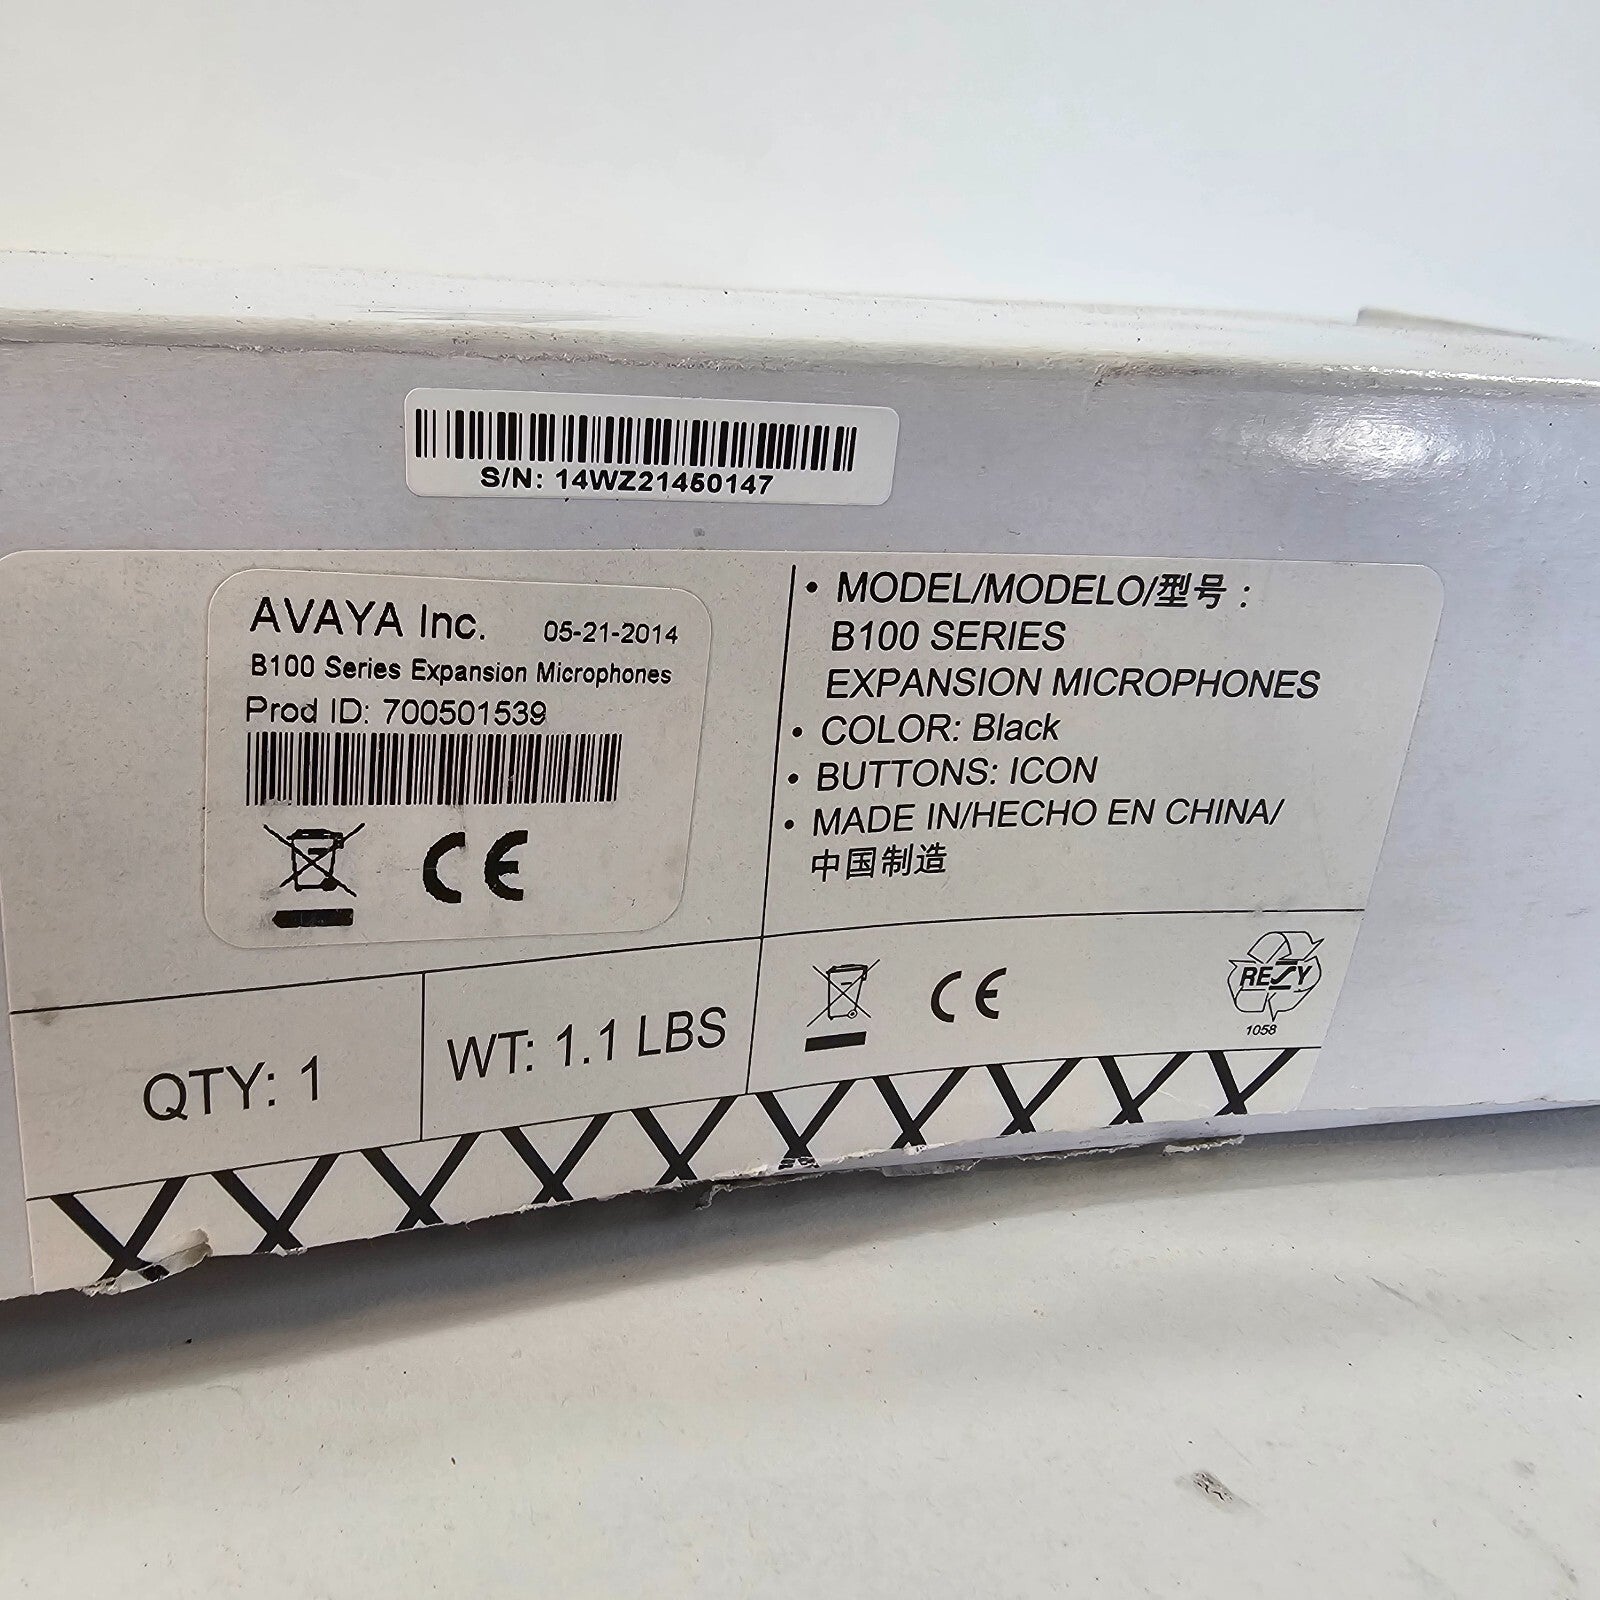 S/N: 14WZ21450147
AVAYA Inc. 05-21-2014
B100 Series Expansion Microphones
Prod ID: 700501539
CE
• MODEL/MODELO/型号：
B100 SERIES
EXPANSION MICROPHONES
• COLOR: Black
• BUTTONS: ICON
• MADE IN/HECHO EN CHINA/
中国制造
QTY: 1
WT: 1.1 LBS
CE
RESY
1058